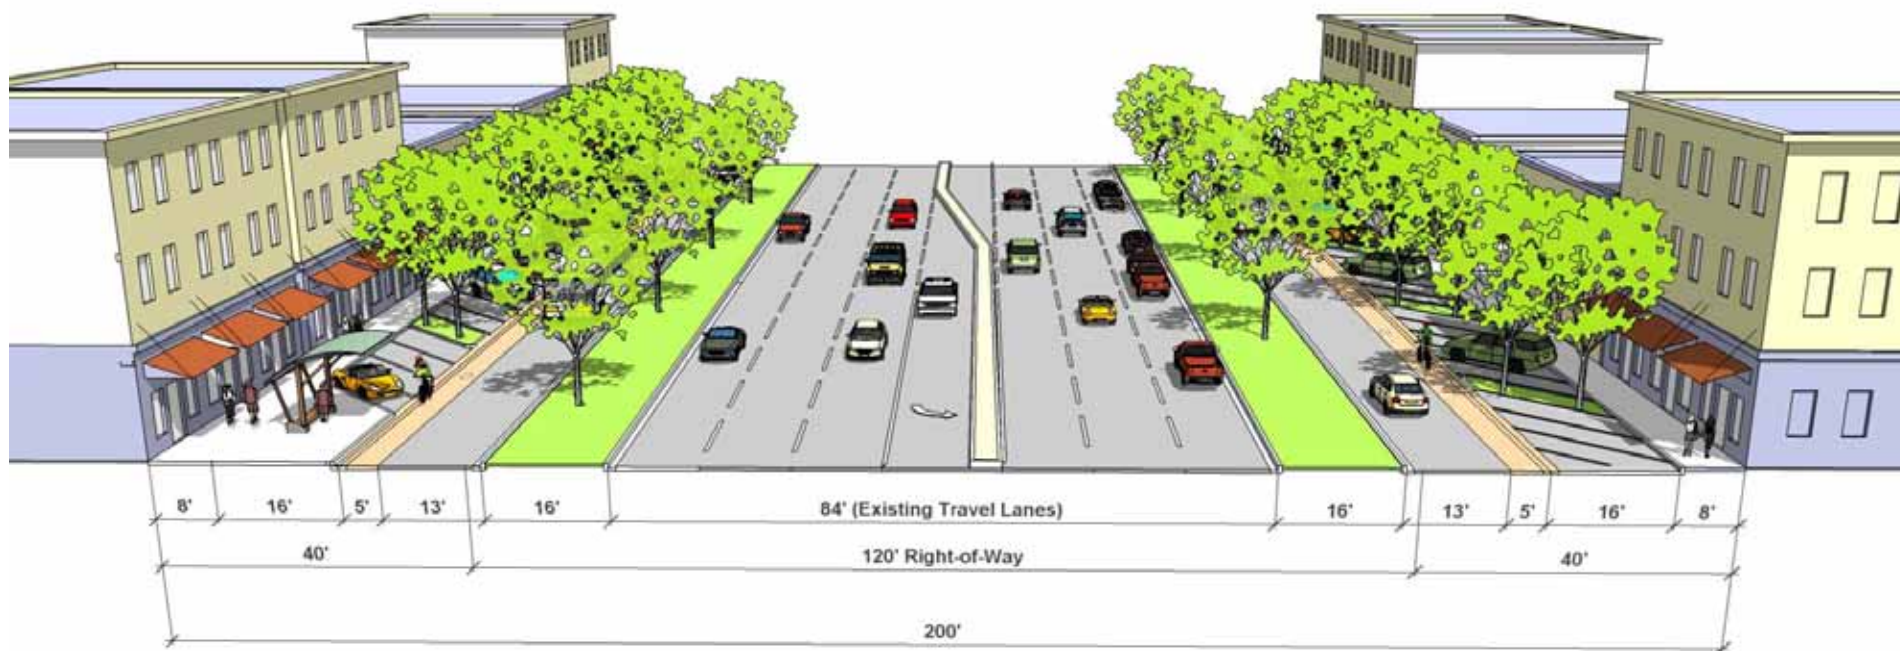 8' 16' 5' 13' 16' 84' (Existing Travel Lanes) 16' 13' 5' 16' 8'
40' 120' Right-of-Way 40'
200'